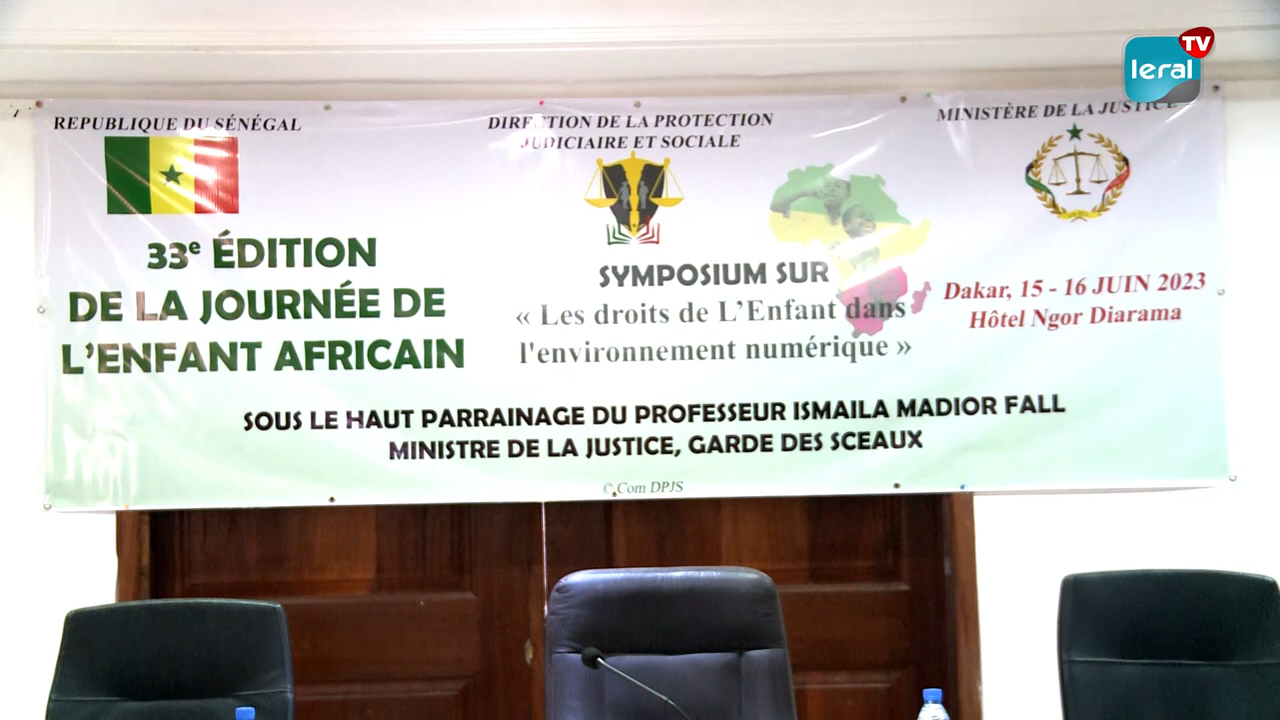 TV
leral
REPUBLIQUE DU SÉNÉGAL
DIRECTION DE LA PROTECTION
JUDICIAIRE ET SOCIALE
MINISTÈRE DE LA JUSTICE
33e ÉDITION
DE LA JOURNÉE DE
L'ENFANT AFRICAIN
SYMPOSIUM SUR
« Les droits de L'Enfant dans
l'environnement numérique »
Dakar, 15 - 16 JUIN 2023
Hôtel Ngor Diarama
SOUS LE HAUT PARRAINAGE DU PROFESSEUR ISMAILA MADIOR FALL
MINISTRE DE LA JUSTICE, GARDE DES SCEAUX
© Com DPJS